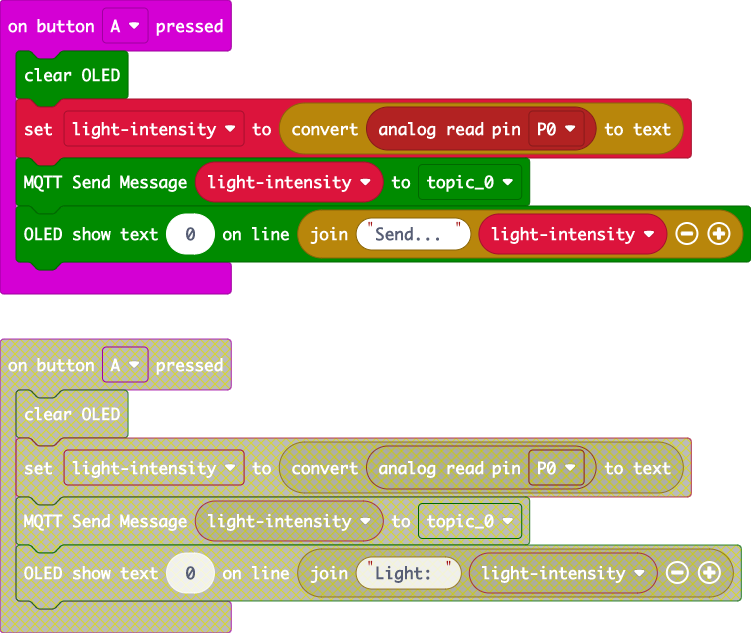 on button A pressed
clear OLED
set light-intensity to convert analog read pin P0 to text
MQTT Send Message light-intensity to topic_0
OLED show text 0 on line join "Send... " light-intensity
on button A pressed
clear OLED
set light-intensity to convert analog read pin P0 to text
MQTT Send Message light-intensity to topic_0
OLED show text 0 on line join "Light: " light-intensity